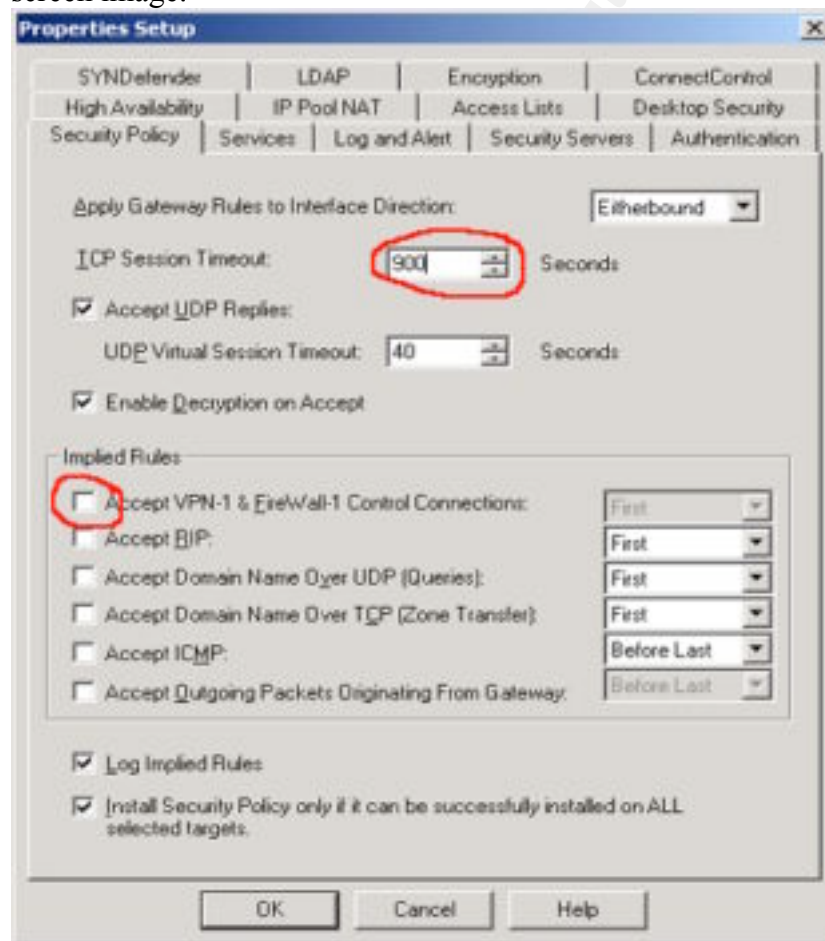 screen image.
Properties Setup
SYNDefender LDAP Encryption ConnectControl
High Availability IP Pool NAT Access Lists Desktop Security
Security Policy Services Log and Alert Security Servers Authentication
Apply Gateway Rules to Interface Direction: Eitherbound
TCP Session Timeout: 900 Seconds
Accept UDP Replies:
UDP Virtual Session Timeout: 40 Seconds
Enable Decryption on Accept
Implied Rules
Accept VPN-1 & FireWall-1 Control Connections: First
Accept RIP: First
Accept Domain Name Over UDP (Queries): First
Accept Domain Name Over TCP (Zone Transfer): First
Accept ICMP: Before Last
Accept Outgoing Packets Originating From Gateway: Before Last
Log Implied Rules
Install Security Policy only if it can be successfully installed on ALL
selected targets.
OK Cancel Help